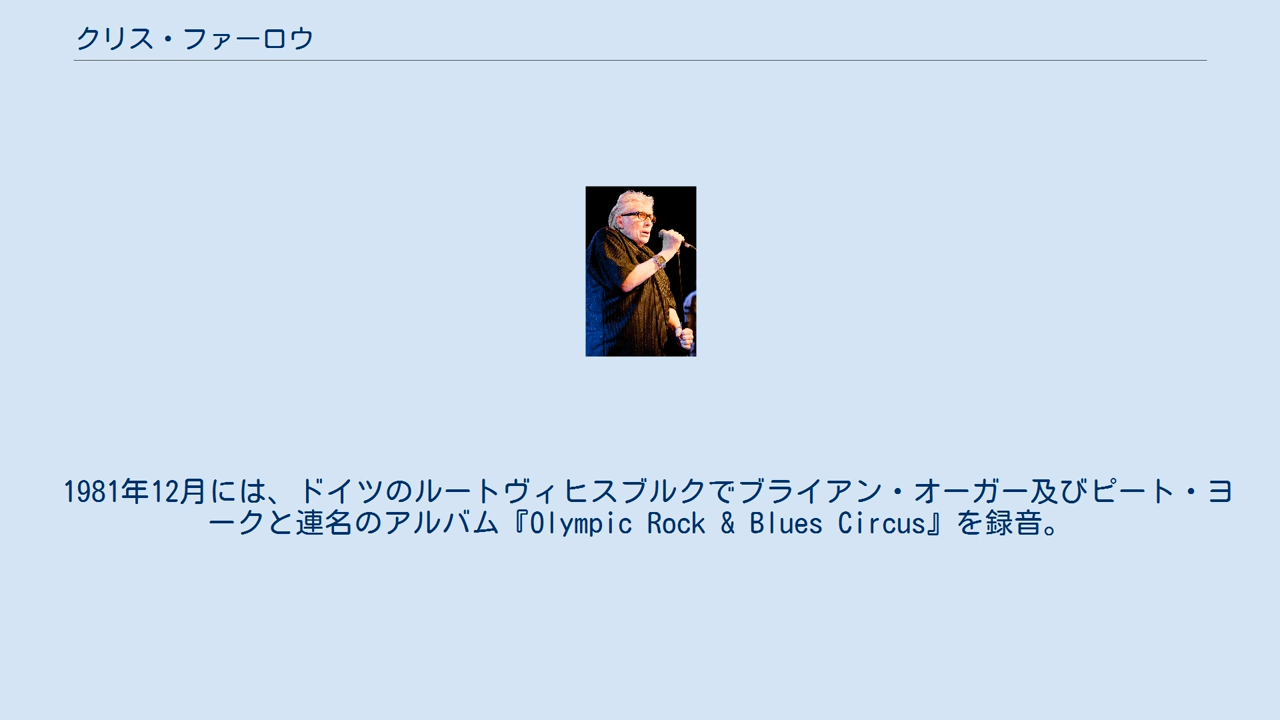 クリス・ファーロウ
1981年12月には、ドイツのルートヴィヒスブルクでブライアン・オーガー及びピート・ヨ
ークと連名のアルバム『Olympic Rock & Blues Circus』を録音。